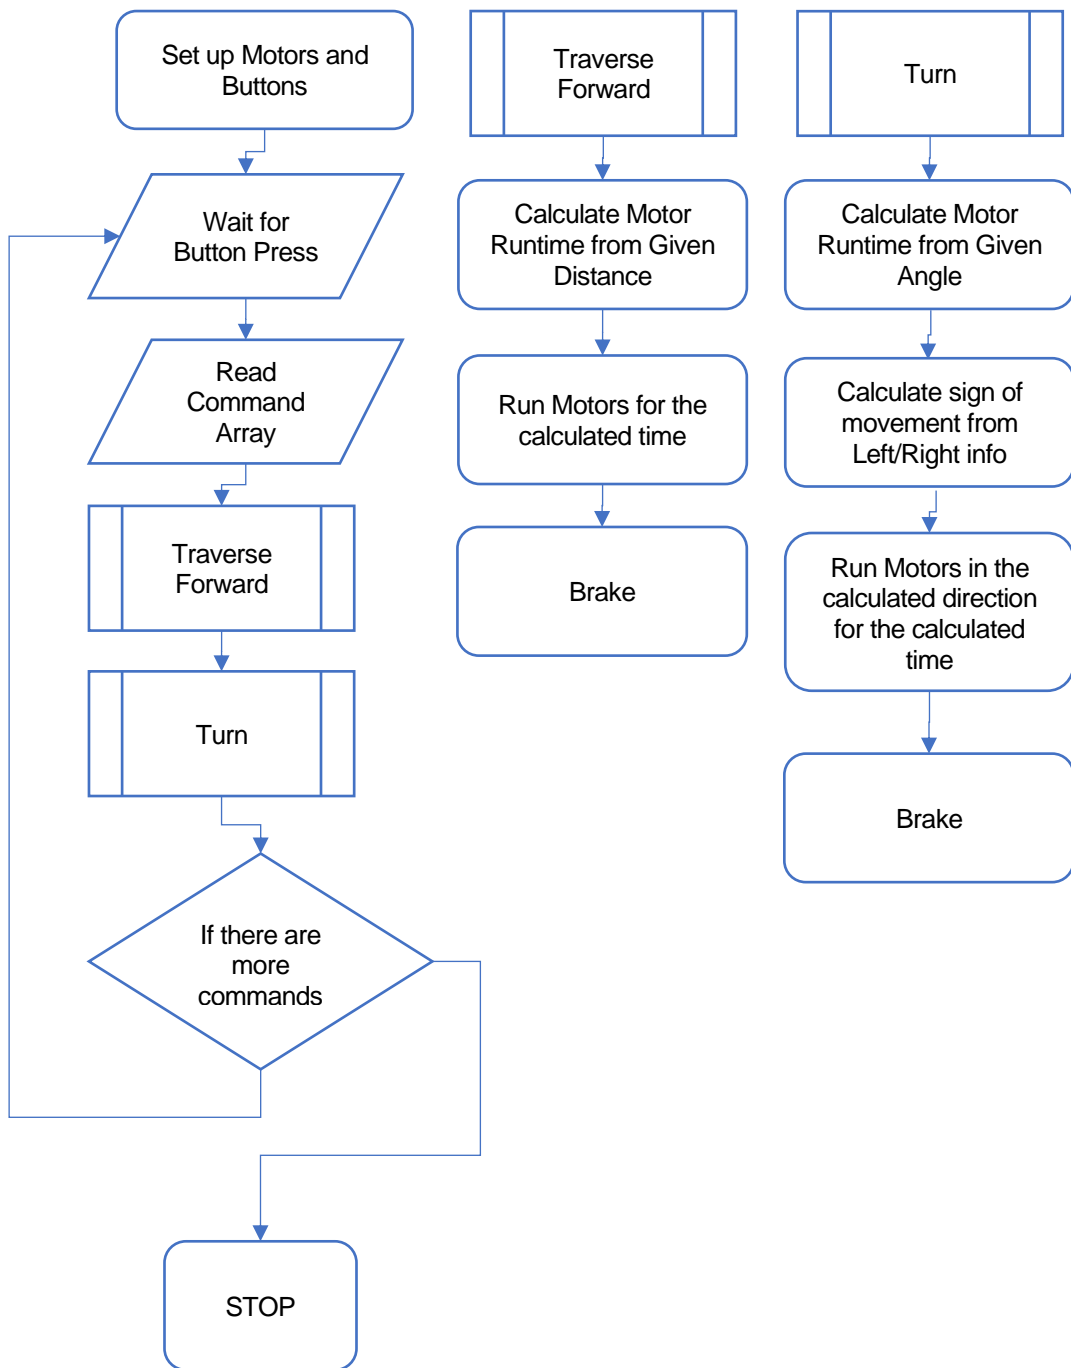 Set up Motors and
Buttons
Wait for
Button Press
Read
Command
Array
Traverse
Forward
Turn
If there are
more
commands
STOP
Traverse
Forward
Calculate Motor
Runtime from Given
Distance
Run Motors for the
calculated time
Brake
Turn
Calculate Motor
Runtime from Given
Angle
Calculate sign of
movement from
Left/Right info
Run Motors in the
calculated direction
for the calculated
time
Brake